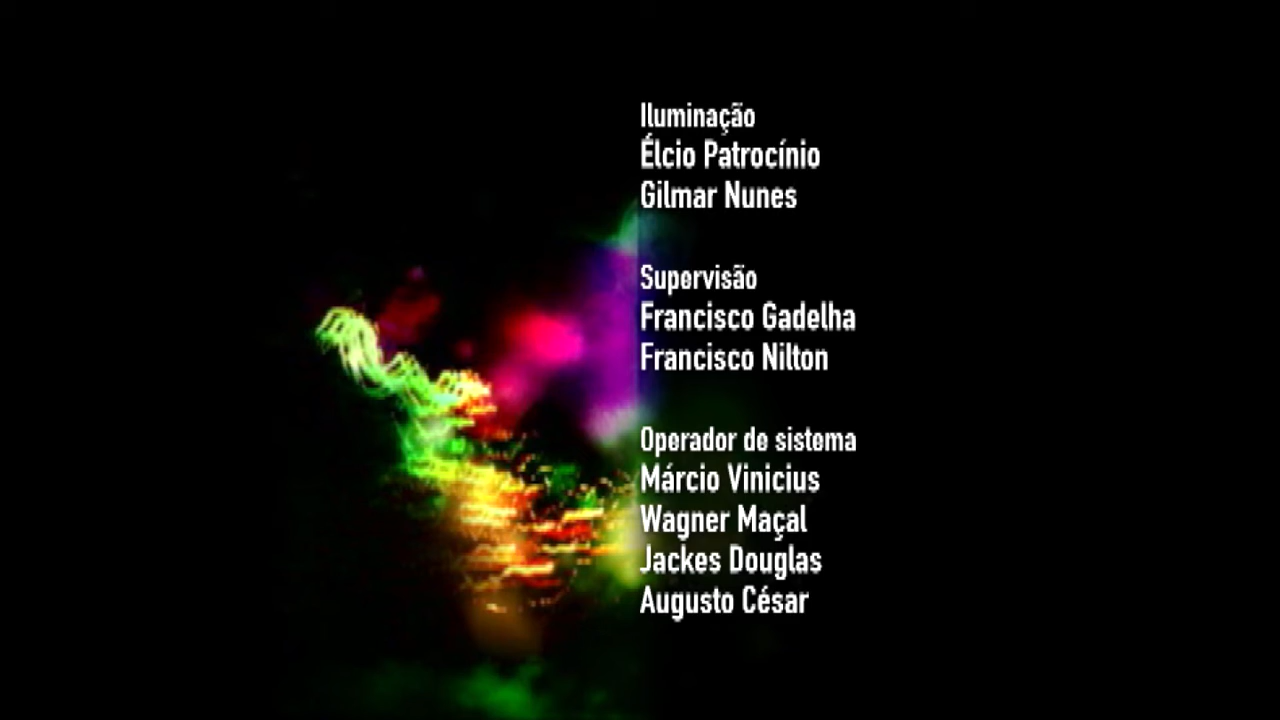 Iluminação
Élcio Patrocínio
Gilmar Nunes
Supervisão
Francisco Gadelha
Francisco Nilton
Operador de sistema
Márcio Vinicius
Wagner Maçal
Jackes Douglas
Augusto César